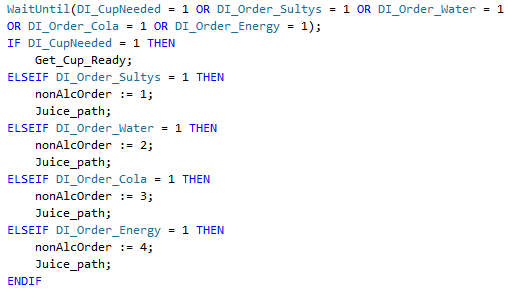 WaitUntil(DI_CupNeeded = 1 OR DI_Order_Sultys = 1 OR DI_Order_Water = 1
OR DI_Order_Cola = 1 OR DI_Order_Energy = 1);
IF DI_CupNeeded = 1 THEN
    Get_Cup_Ready;
ELSEIF DI_Order_Sultys = 1 THEN
    nonAlcOrder := 1;
    Juice_path;
ELSEIF DI_Order_Water = 1 THEN
    nonAlcOrder := 2;
    Juice_path;
ELSEIF DI_Order_Cola = 1 THEN
    nonAlcOrder := 3;
    Juice_path;
ELSEIF DI_Order_Energy = 1 THEN
    nonAlcOrder := 4;
    Juice_path;
ENDIF